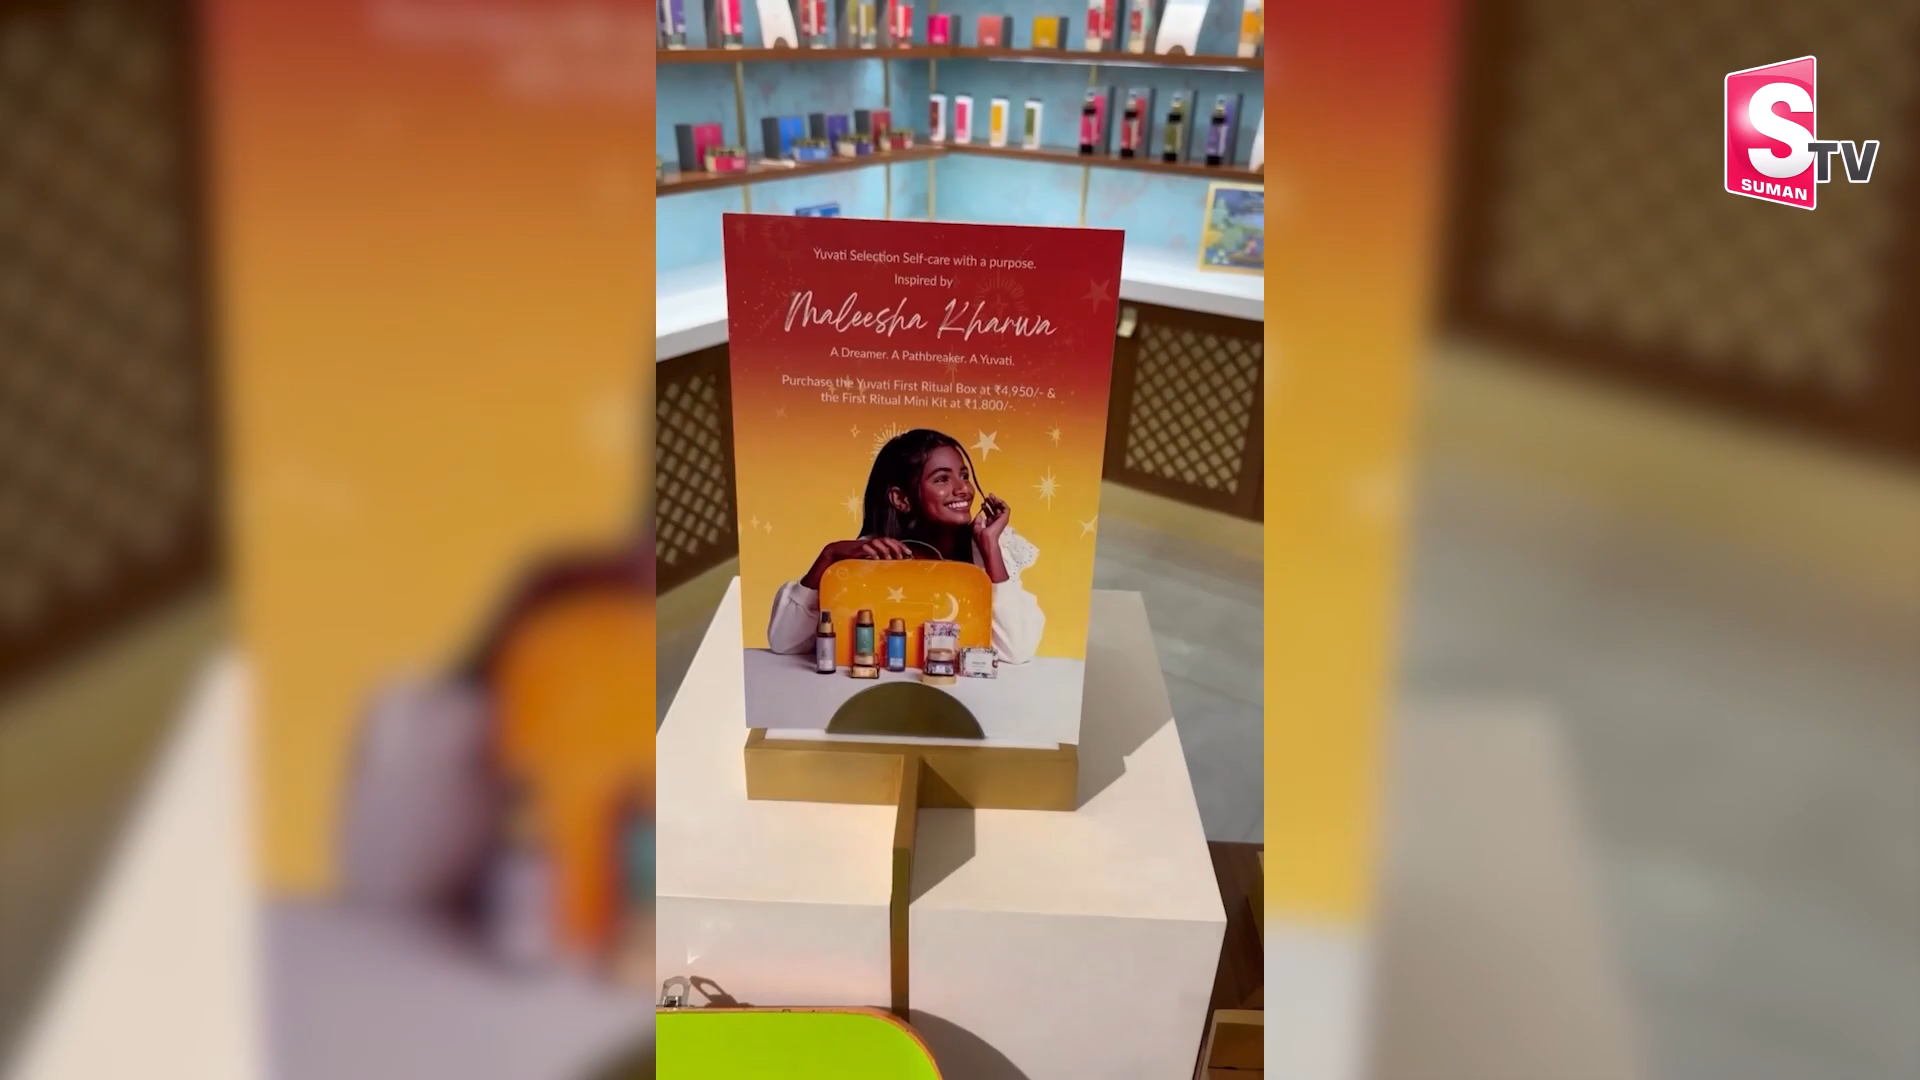 Yuvati Selection Self-care with a purpose.
Inspired by
Maleesha Kharwa
A Dreamer. A Pathbreaker. A Yuvati.
Purchase the Yuvati First Ritual Box at ₹4,950/- &
the First Ritual Mini Kit at ₹1,800/-.
S
TV
SUMAN